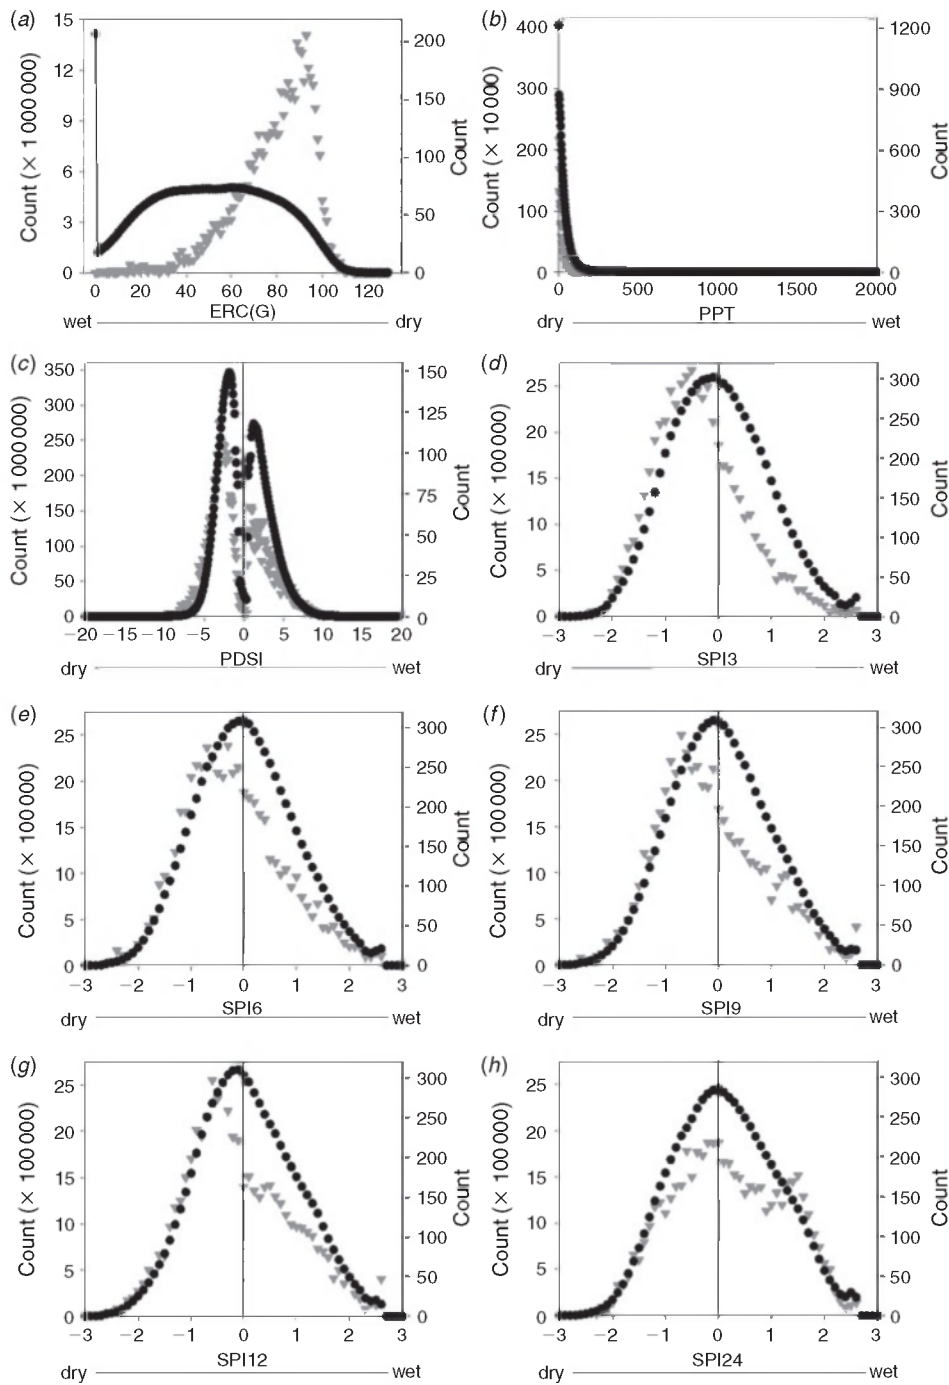 (a)
15
12
9
6
3
0
Count (× 1 000 000)
200
150
100
50
0
Count
0 20 40 60 80 100 120
ERC(G)
wet dry
(b)
400
300
200
100
0
Count (× 10 000)
1200
900
600
300
0
Count
0 500 1000 1500 2000
PPT
dry wet
(c)
350
300
250
200
150
100
50
0
Count (× 1 000 000)
150
125
100
75
50
25
0
Count
−20 −15 −10 −5 0 5 10 15 20
PDSI
dry wet
(d)
25
20
15
10
5
0
Count (× 100 000)
300
250
200
150
100
50
0
Count
−3 −2 −1 0 1 2 3
SPI3
dry wet
(e)
25
20
15
10
5
0
Count (× 100 000)
300
250
200
150
100
50
0
Count
−3 −2 −1 0 1 2 3
SPI6
dry wet
(f)
25
20
15
10
5
0
Count (× 100 000)
300
250
200
150
100
50
0
Count
−3 −2 −1 0 1 2 3
SPI9
dry wet
(g)
25
20
15
10
5
0
Count (× 100 000)
300
250
200
150
100
50
0
Count
−3 −2 −1 0 1 2 3
SPI12
dry wet
(h)
25
20
15
10
5
0
Count (× 100 000)
300
250
200
150
100
50
0
Count
−3 −2 −1 0 1 2 3
SPI24
dry wet